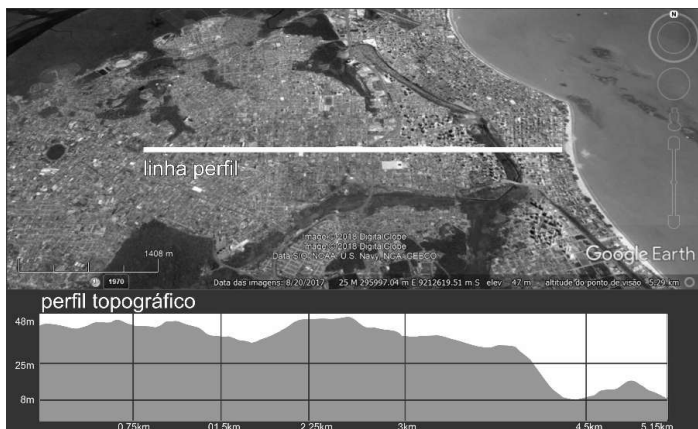 N
linha perfil
1408 m
Image © 2018 DigitalGlobe
Image © 2018 DigitalGlobe
Data SIO, NOAA, U.S. Navy, NGA, GEBCO
Google Earth
1970
Data das imagens: 8/20/2017 25 M 295997.04 m E 9212619.51 m S elev 47 m altitude do ponto de visão 5.29 km
perfil topográfico
48m
25m
8m
0.75km 01.5km 2.25km 3km 4.5km 5.15km